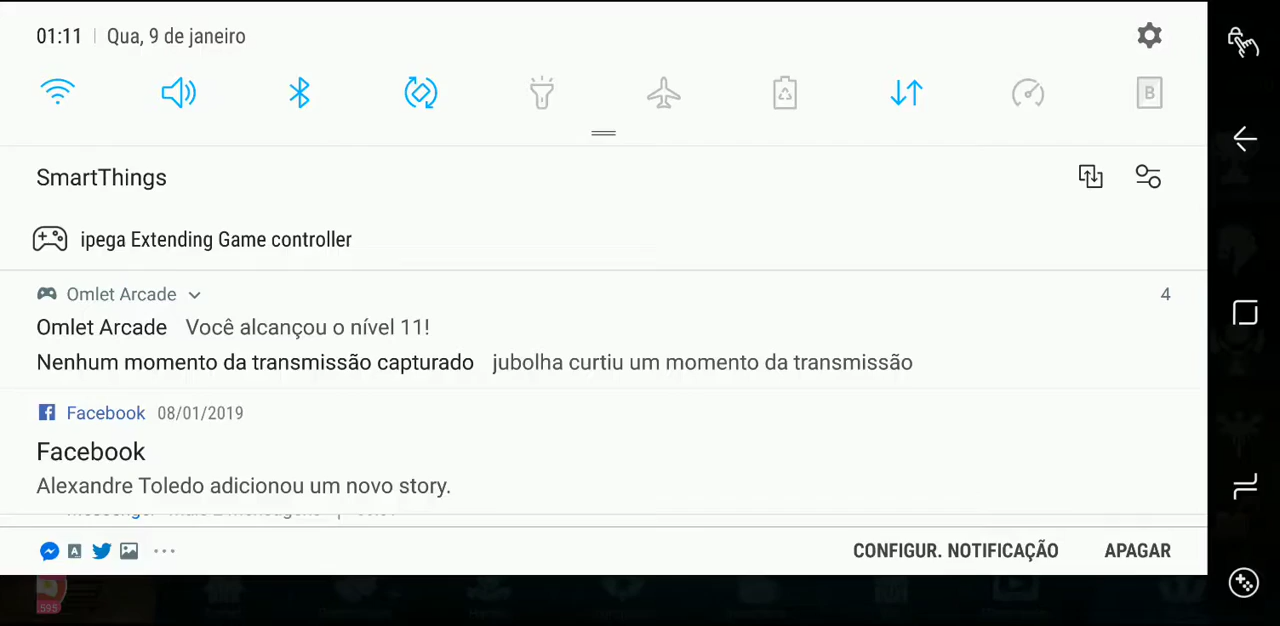 01:11 | Qua, 9 de janeiro
B
SmartThings
ipega Extending Game controller
Omlet Arcade 4
Omlet Arcade Você alcançou o nível 11!
Nenhum momento da transmissão capturado jubolha curtiu um momento da transmissão
Facebook 08/01/2019
Facebook
Alexandre Toledo adicionou um novo story.
A ... CONFIGUR. NOTIFICAÇÃO APAGAR
595